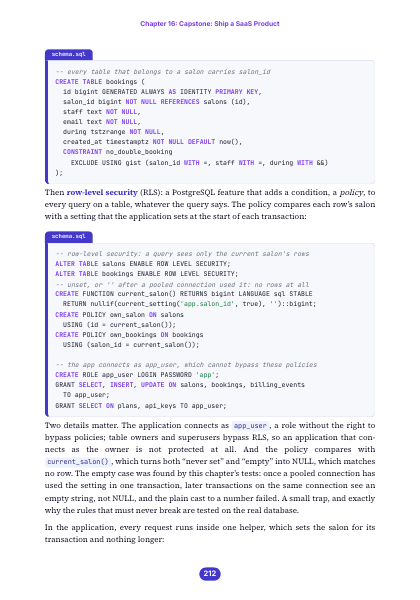 Chapter 16: Capstone: Ship a SaaS Product
schema.sql
-- every table that belongs to a salon carries salon_id
CREATE TABLE bookings (
id bigint GENERATED ALWAYS AS IDENTITY PRIMARY KEY,
salon_id bigint NOT NULL REFERENCES salons (id),
staff text NOT NULL,
email text NOT NULL,
during tstzrange NOT NULL,
created_at timestamptz NOT NULL DEFAULT now(),
CONSTRAINT no_double_booking
EXCLUDE USING gist (salon_id WITH =, staff WITH =, during WITH &&)
);
Then row-level security (RLS): a PostgreSQL feature that adds a condition, a policy, to
every query on a table, whatever the query says. The policy compares each row's salon
with a setting that the application sets at the start of each transaction:
schema.sql
-- row-level security: a query sees only the current salon's rows
ALTER TABLE salons ENABLE ROW LEVEL SECURITY;
ALTER TABLE bookings ENABLE ROW LEVEL SECURITY;
-- unset, or '' after a pooled connection used it: no rows at all
CREATE FUNCTION current_salon() RETURNS bigint LANGUAGE sql STABLE
RETURN nullif(current_setting('app.salon_id', true), '')::bigint;
CREATE POLICY own_salon ON salons
USING (id = current_salon());
CREATE POLICY own_bookings ON bookings
USING (salon_id = current_salon());
-- the app connects as app_user, which cannot bypass these policies
CREATE ROLE app_user LOGIN PASSWORD 'app';
GRANT SELECT, INSERT, UPDATE ON salons, bookings, billing_events
TO app_user;
GRANT SELECT ON plans, api_keys TO app_user;
Two details matter. The application connects as app_user, a role without the right to
bypass policies; table owners and superusers bypass RLS, so an application that con-
nects as the owner is not protected at all. And the policy compares with
current_salon(), which turns both “never set” and “empty” into NULL, which matches
no row. The empty case was found by this chapter's tests: once a pooled connection has
used the setting in one transaction, later transactions on the same connection see an
empty string, not NULL, and the plain cast to a number failed. A small trap, and exactly
why the rules that must never break are tested on the real database.
In the application, every request runs inside one helper, which sets the salon for its
transaction and nothing longer:
212